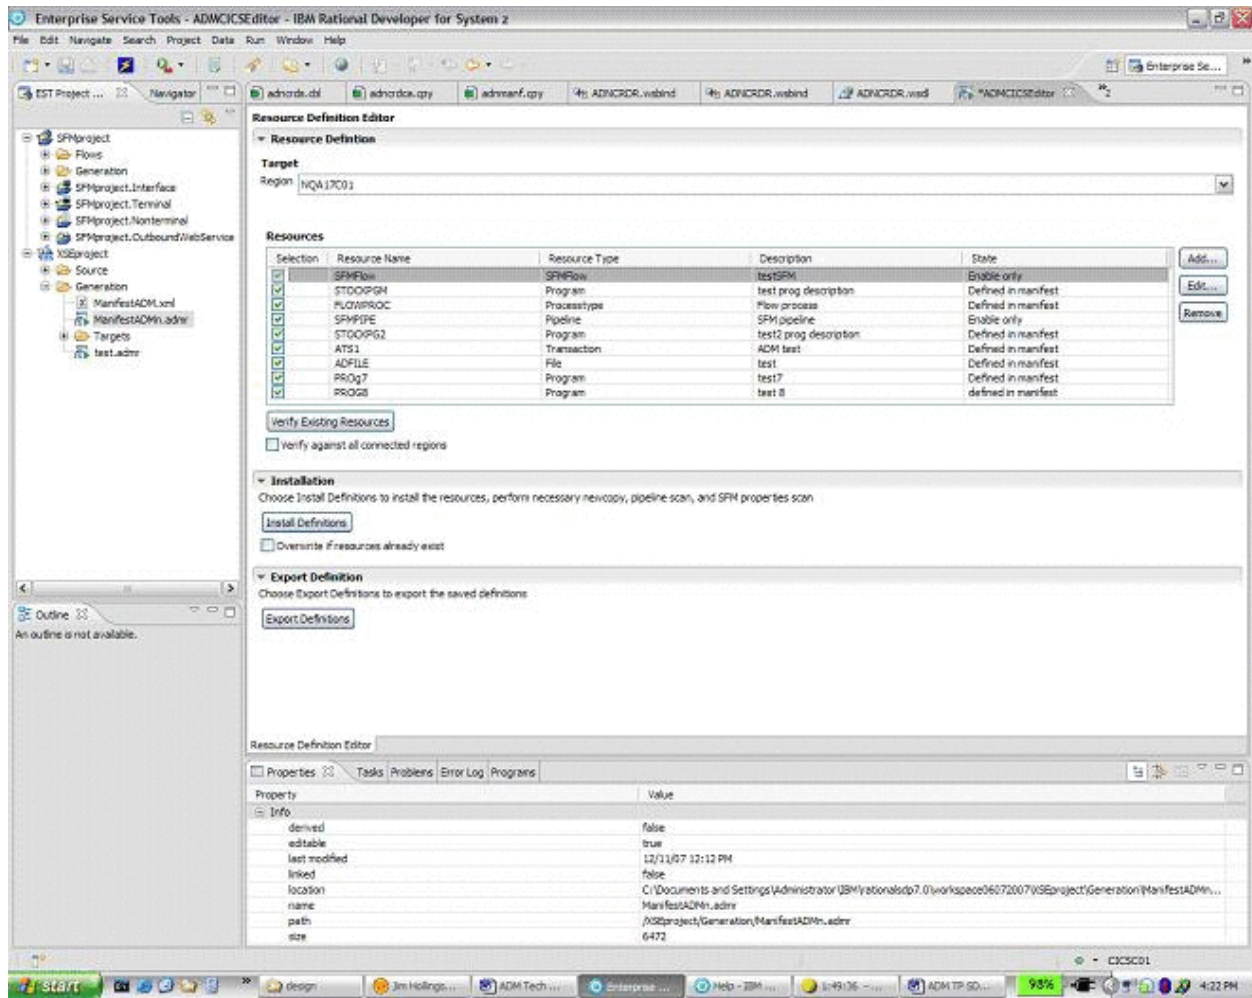 Enterprise Service Tools - ADMCICSEditor - IBM Rational Developer for System z
File Edit Navigate Search Project Data Run Window Help
Enterprise Se...
EST Project ... Navigator
adncrds.cbl adncrdca.cpy admmanf.cpy ADNCRDR.wsbind ADNCRDR.wsbind ADNCRDR.wsdl *ADMCICSEditor 2
SFMproject
Flows
Generation
SFMproject.Interface
SFMproject.Terminal
SFMproject.Nonterminal
SFMproject.OutboundWebService
XSEproject
Source
Generation
ManifestADM.xml
ManifestADMn.admr
Targets
test.admr
Outline
An outline is not available.
Resource Definition Editor
Resource Defintion
Target
Region NQA17C01
Resources
Selection Resource Name Resource Type Description State
SFMFlow SFMFlow testSFM Enable only
STOCKPGM Program test prog description Defined in manifest
FLOWPROC Processtype Flow process Defined in manifest
SFMPIPE Pipeline SFM pipeline Enable only
STOCKPG2 Program test2 prog description Defined in manifest
ATS1 Transaction ADM test Defined in manifest
ADFILE File test Defined in manifest
PROg7 Program test7 Defined in manifest
PROG8 Program test 8 defined in manifest
Add...
Edit...
Remove
Verify Existing Resources
Verify against all connected regions
Installation
Choose Install Definitions to install the resources, perform necessary newcopy, pipeline scan, and SFM properties scan
Install Definitions
Overwrite if resources already exist
Export Definition
Choose Export Definitions to export the saved definitions
Export Definitions
Resource Definition Editor
Properties Tasks Problems Error Log Programs
Property Value
Info
derived false
editable true
last modified 12/11/07 12:12 PM
linked false
location C:\Documents and Settings\Administrator\IBM\rationalsdp7.0\workspace06072007\XSEproject\Generation\ManifestADMn...
name ManifestADMn.admr
path /XSEproject/Generation/ManifestADMn.admr
size 6472
CICSC01
start design Jim Hollings... ADM Tech ... Enterprise ... Help - IBM ... 1:49:36 - ... ADM TP SO... 98% 4:22 PM